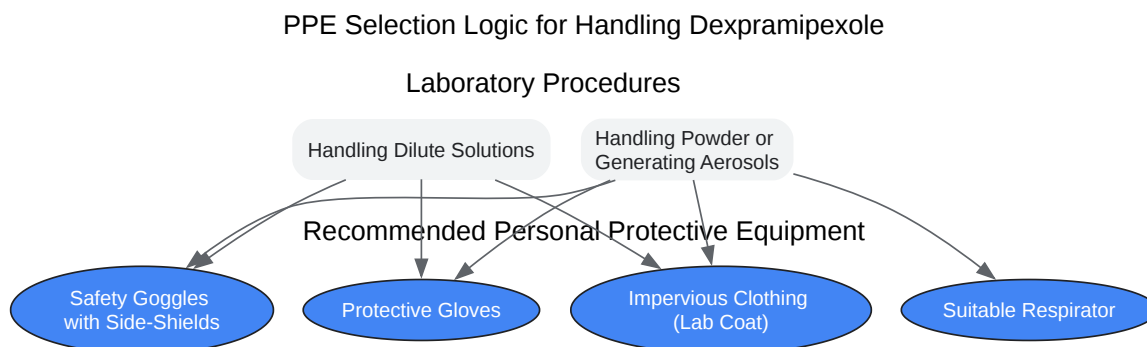 PPE Selection Logic for Handling Dexpramipexole
Laboratory Procedures
Handling Dilute Solutions
Handling Powder or
Generating Aerosols
Recommended Personal Protective Equipment
Safety Goggles
with Side-Shields
Protective Gloves
Impervious Clothing
(Lab Coat)
Suitable Respirator